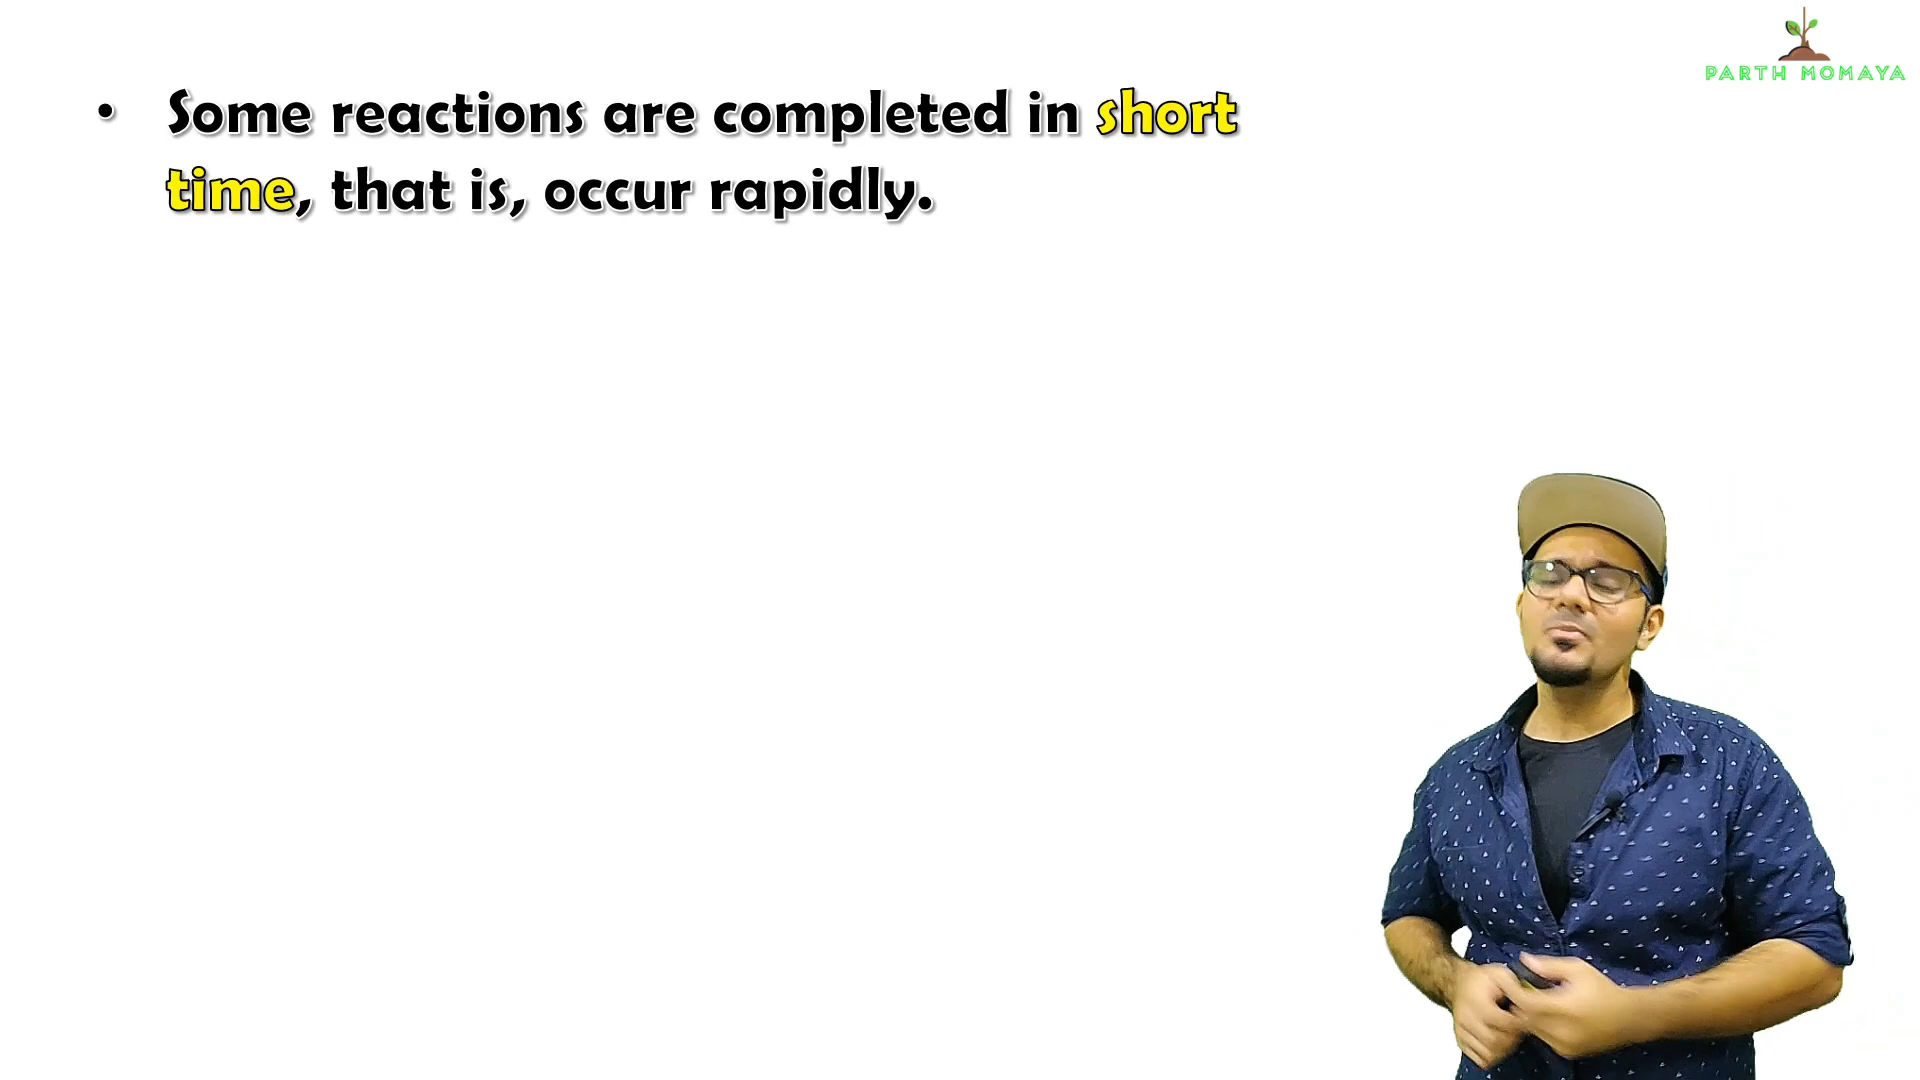 PARTH MOMAYA
• Some reactions are completed in short
time, that is, occur rapidly.